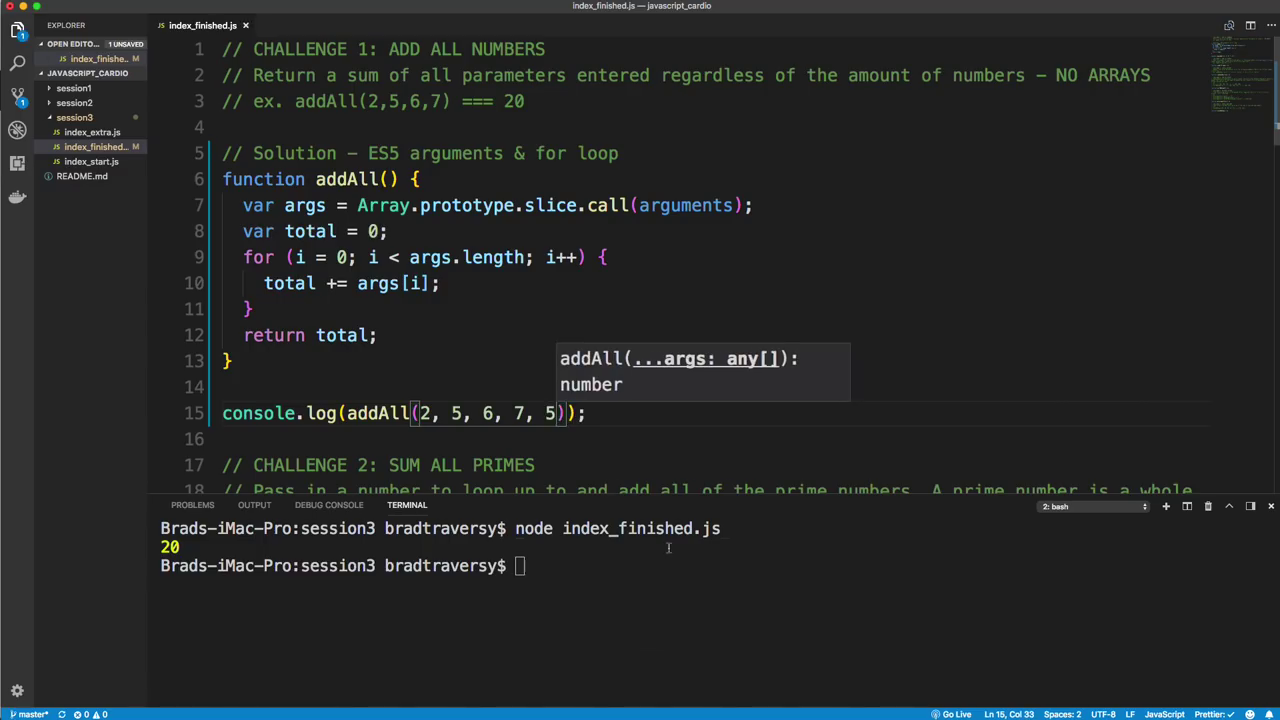 index_finished.js — javascript_cardio
EXPLORER
OPEN EDITO... 1 UNSAVED
index_finishe...
JAVASCRIPT_CARDIO
session1
session2
session3
index_extra.js
index_finished...
index_start.js
README.md
1
1
index_finished.js ×
1 // CHALLENGE 1: ADD ALL NUMBERS
2 // Return a sum of all parameters entered regardless of the amount of numbers - NO ARRAYS
3 // ex. addAll(2,5,6,7) === 20
4
5 // Solution - ES5 arguments & for loop
6 function addAll() {
7 var args = Array.prototype.slice.call(arguments);
8 var total = 0;
9 for (i = 0; i < args.length; i++) {
10 total += args[i];
11 }
12 return total;
13 }
14
addAll(...args: any[]):
number
15 console.log(addAll(2, 5, 6, 7, 5));
16
17 // CHALLENGE 2: SUM ALL PRIMES
18 // Pass in a number to loop up to and add all of the prime numbers. A prime number is a whole
PROBLEMS OUTPUT DEBUG CONSOLE TERMINAL 2: bash
Brads-iMac-Pro:session3 bradtraversy$ node index_finished.js
20
Brads-iMac-Pro:session3 bradtraversy$
master* 0 0 Go Live Ln 15, Col 33 Spaces: 2 UTF-8 LF JavaScript Prettier: ✓